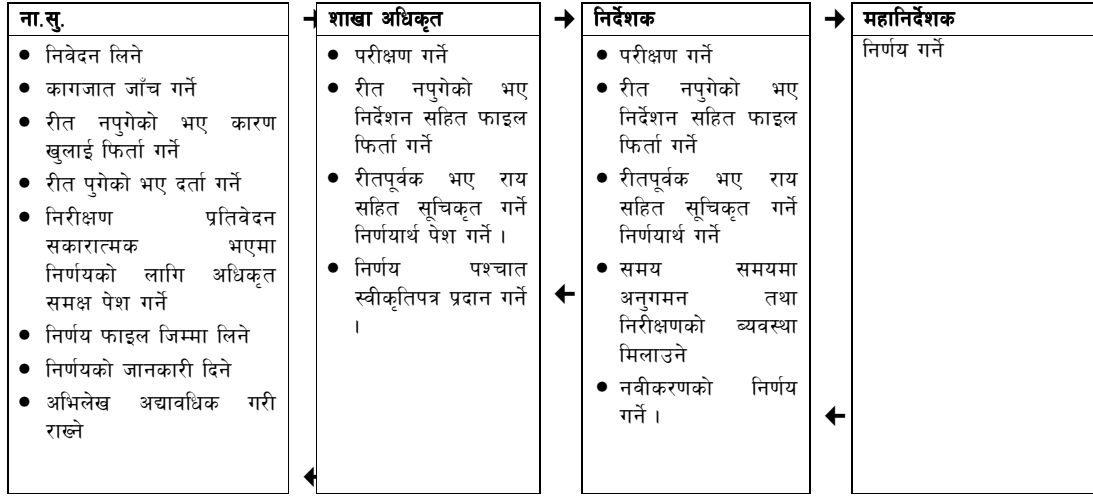 ना.सु.
● निवेदन लिने
● कागजात जाँच गर्ने
● रीत नपुगेको भए कारण
खुलाई फिर्ता गर्ने
● रीत पुगेको भए दर्ता गर्ने
● निरीक्षण प्रतिवेदन
सकारात्मक भएमा
निर्णयको लागि अधिकृत
समक्ष पेश गर्ने
● निर्णय फाइल जिम्मा लिने
● निर्णयको जानकारी दिने
● अभिलेख अद्यावधिक गरी
राख्ने
शाखा अधिकृत
● परीक्षण गर्ने
● रीत नपुगेको भए
निर्देशन सहित फाइल
फिर्ता गर्ने
● रीतपूर्वक भए राय
सहित सूचिकृत गर्ने
निर्णयार्थ पेश गर्ने ।
● निर्णय पश्चात
स्वीकृतिपत्र प्रदान गर्ने
।
निर्देशक
● परीक्षण गर्ने
● रीत नपुगेको भए
निर्देशन सहित फाइल
फिर्ता गर्ने
● रीतपूर्वक भए राय
सहित सूचिकृत गर्ने
निर्णयार्थ गर्ने
● समय समयमा
अनुगमन तथा
निरीक्षणको ब्यवस्था
मिलाउने
● नवीकरणको निर्णय
गर्ने ।
महानिर्देशक
निर्णय गर्ने